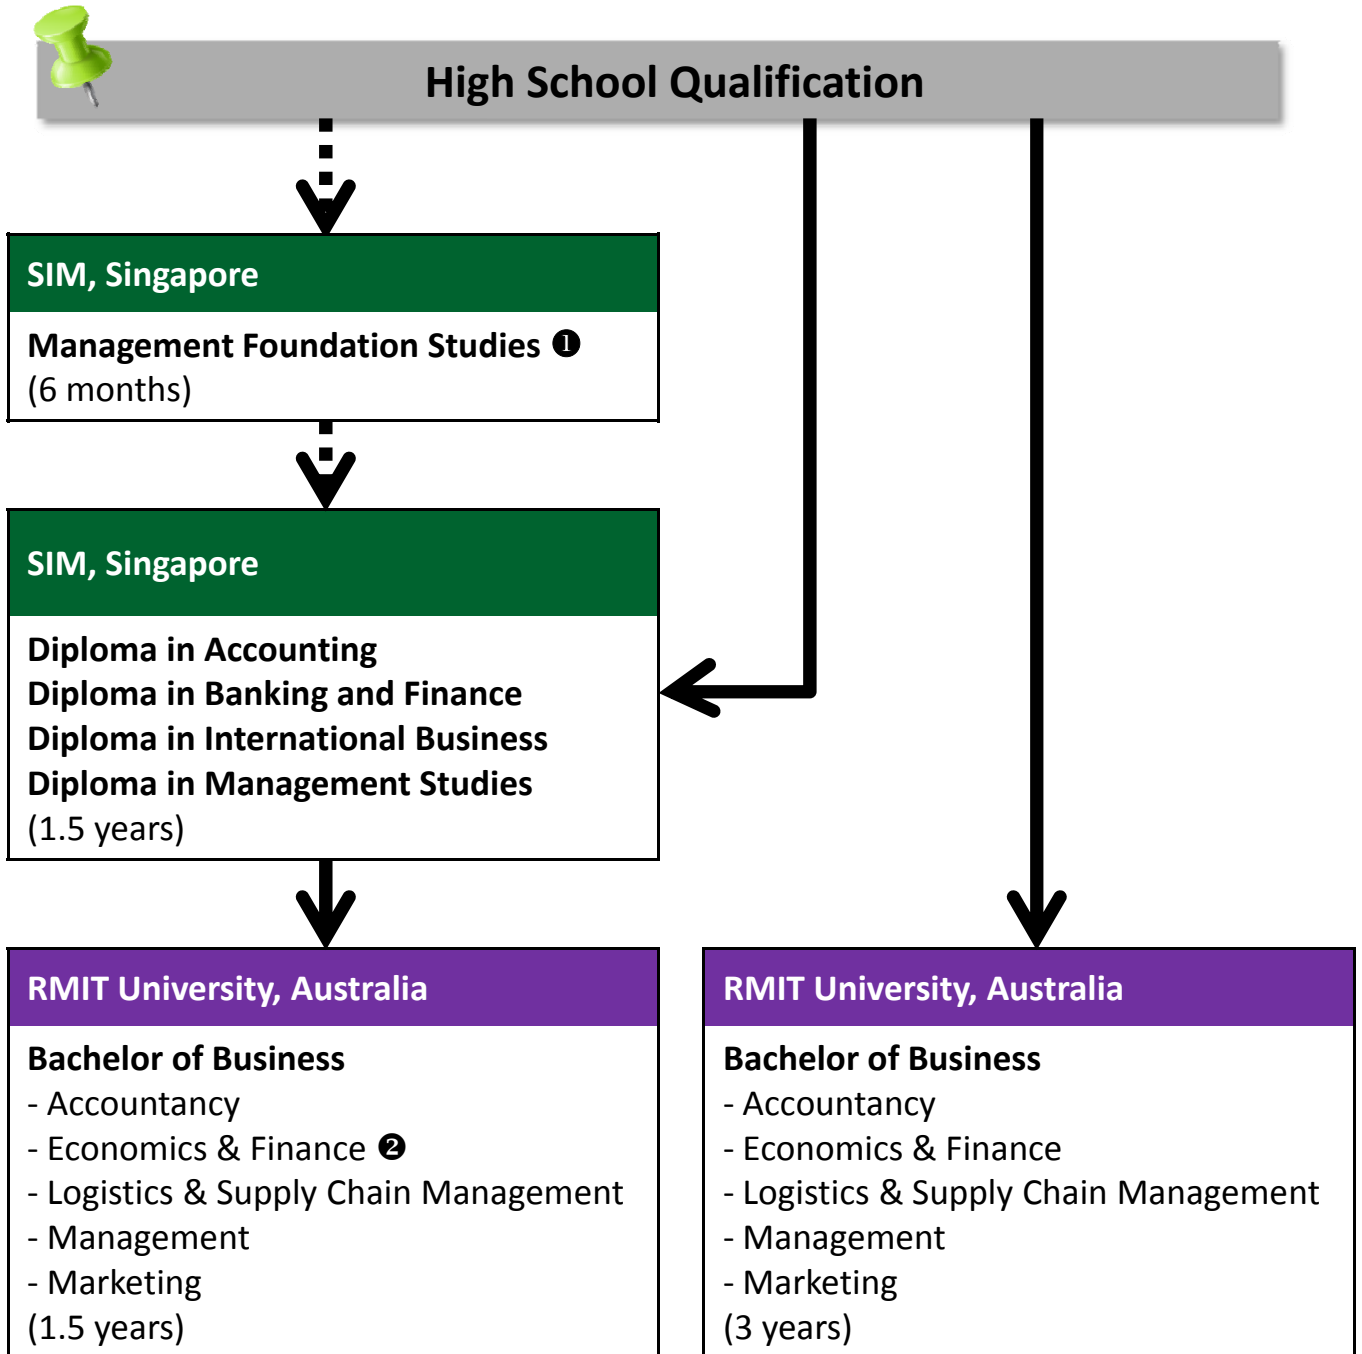 High School Qualification
SIM, Singapore
Management Foundation Studies ❶
(6 months)
SIM, Singapore
Diploma in Accounting
Diploma in Banking and Finance
Diploma in International Business
Diploma in Management Studies
(1.5 years)
RMIT University, Australia
Bachelor of Business
- Accountancy
- Economics & Finance ❷
- Logistics & Supply Chain Management
- Management
- Marketing
(1.5 years)
RMIT University, Australia
Bachelor of Business
- Accountancy
- Economics & Finance
- Logistics & Supply Chain Management
- Management
- Marketing
(3 years)